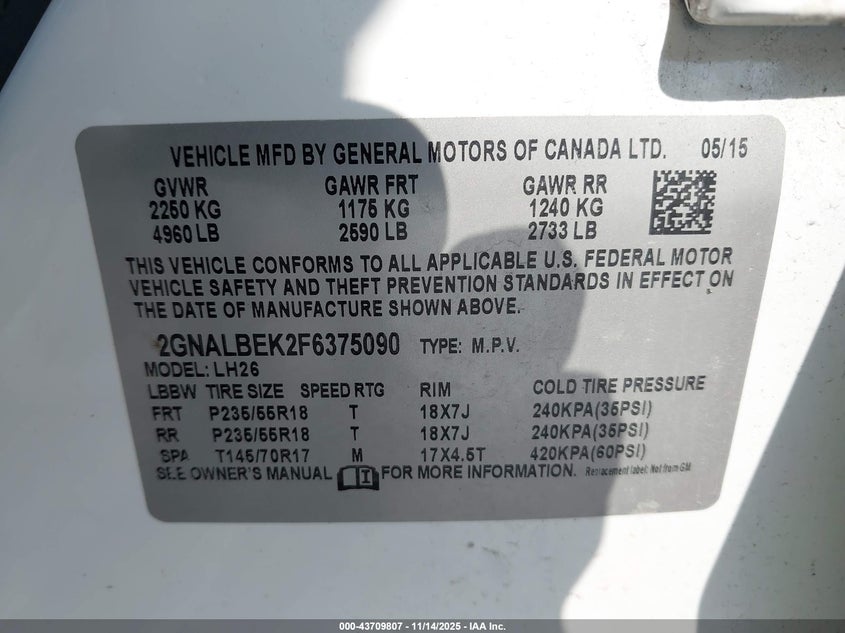 VEHICLE MFD BY GENERAL MOTORS OF CANADA LTD. 05/15
GVWR GAWR FRT GAWR RR
2250 KG 1175 KG 1240 KG
4960 LB 2590 LB 2733 LB
THIS VEHICLE CONFORMS TO ALL APPLICABLE U.S. FEDERAL MOTOR
VEHICLE SAFETY AND THEFT PREVENTION STANDARDS IN EFFECT ON
THE DATE OF MANUFACTURE SHOWN ABOVE.
2GNALBEK2F6375090 TYPE: M.P.V.
MODEL: LH26
LBBW TIRE SIZE SPEED RTG RIM COLD TIRE PRESSURE
FRT P235/55R18 T 18X7J 240KPA(35PSI)
RR P235/55R18 T 18X7J 240KPA(35PSI)
SPA T145/70R17 M 17X4.5T 420KPA(60PSI)
SEE OWNER'S MANUAL FOR MORE INFORMATION. Replacement label: Not from GM
000-43709807 - 11/14/2025 - IAA Inc.